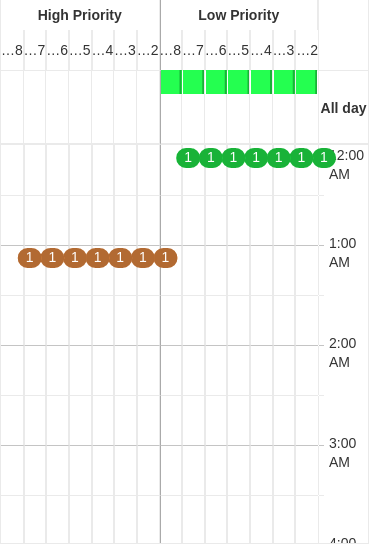 High Priority Low Priority
...8 ...7 ...6 ...5 ...4 ...3 ...2 ...8 ...7 ...6 ...5 ...4 ...3 ...2
All day
1 1 1 1 1 1 1 12:00
AM
1:00
AM
1 1 1 1 1 1 1
2:00
AM
3:00
AM
4:00